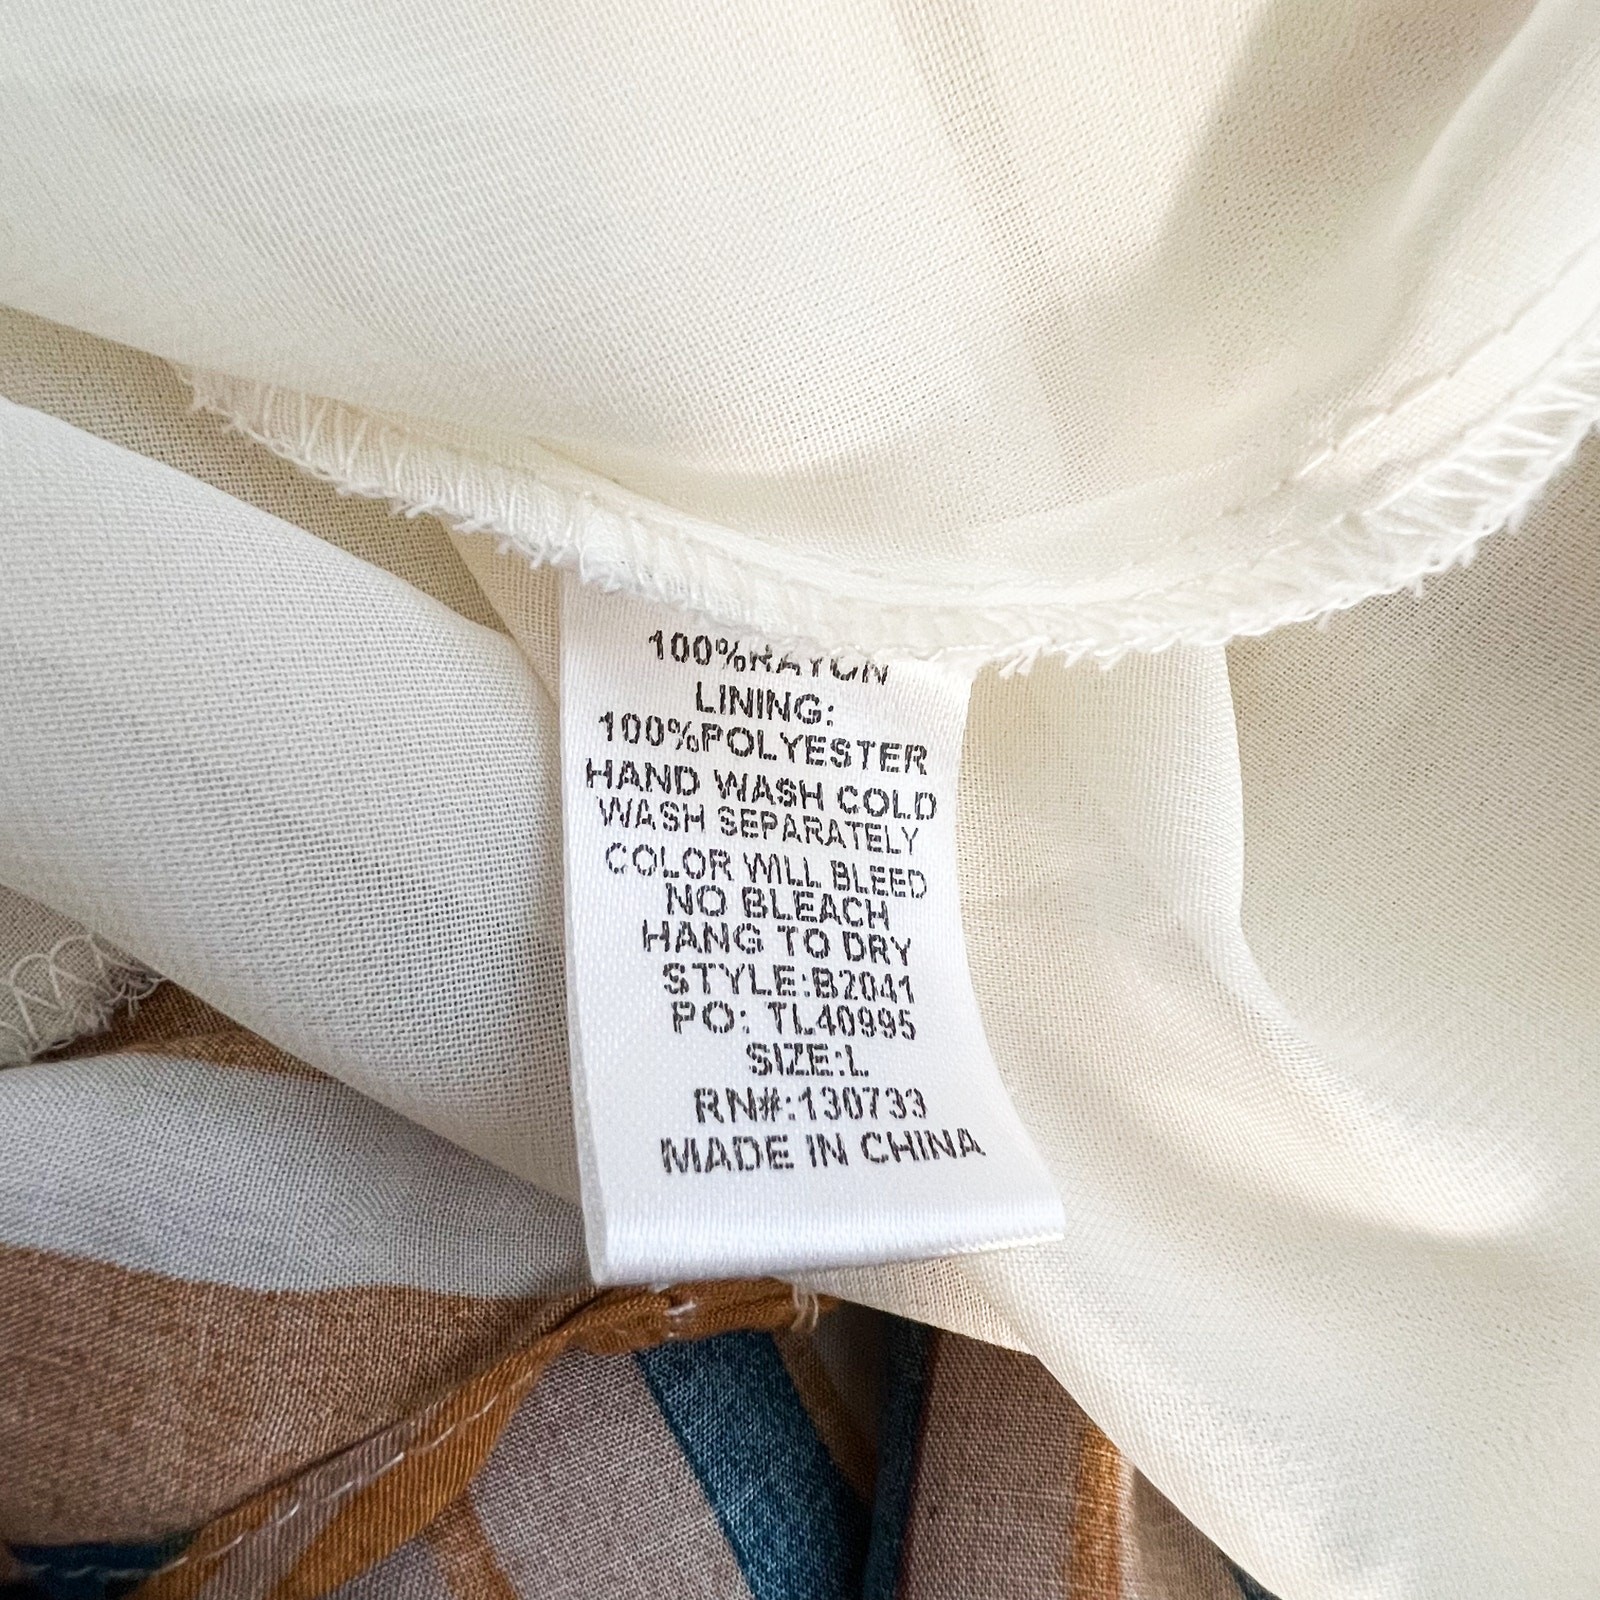 100%RAYON
LINING:
100%POLYESTER
HAND WASH COLD
WASH SEPARATELY
COLOR WILL BLEED
NO BLEACH
HANG TO DRY
STYLE:B2041
PO: TL40995
SIZE:L
RN#:130733
MADE IN CHINA